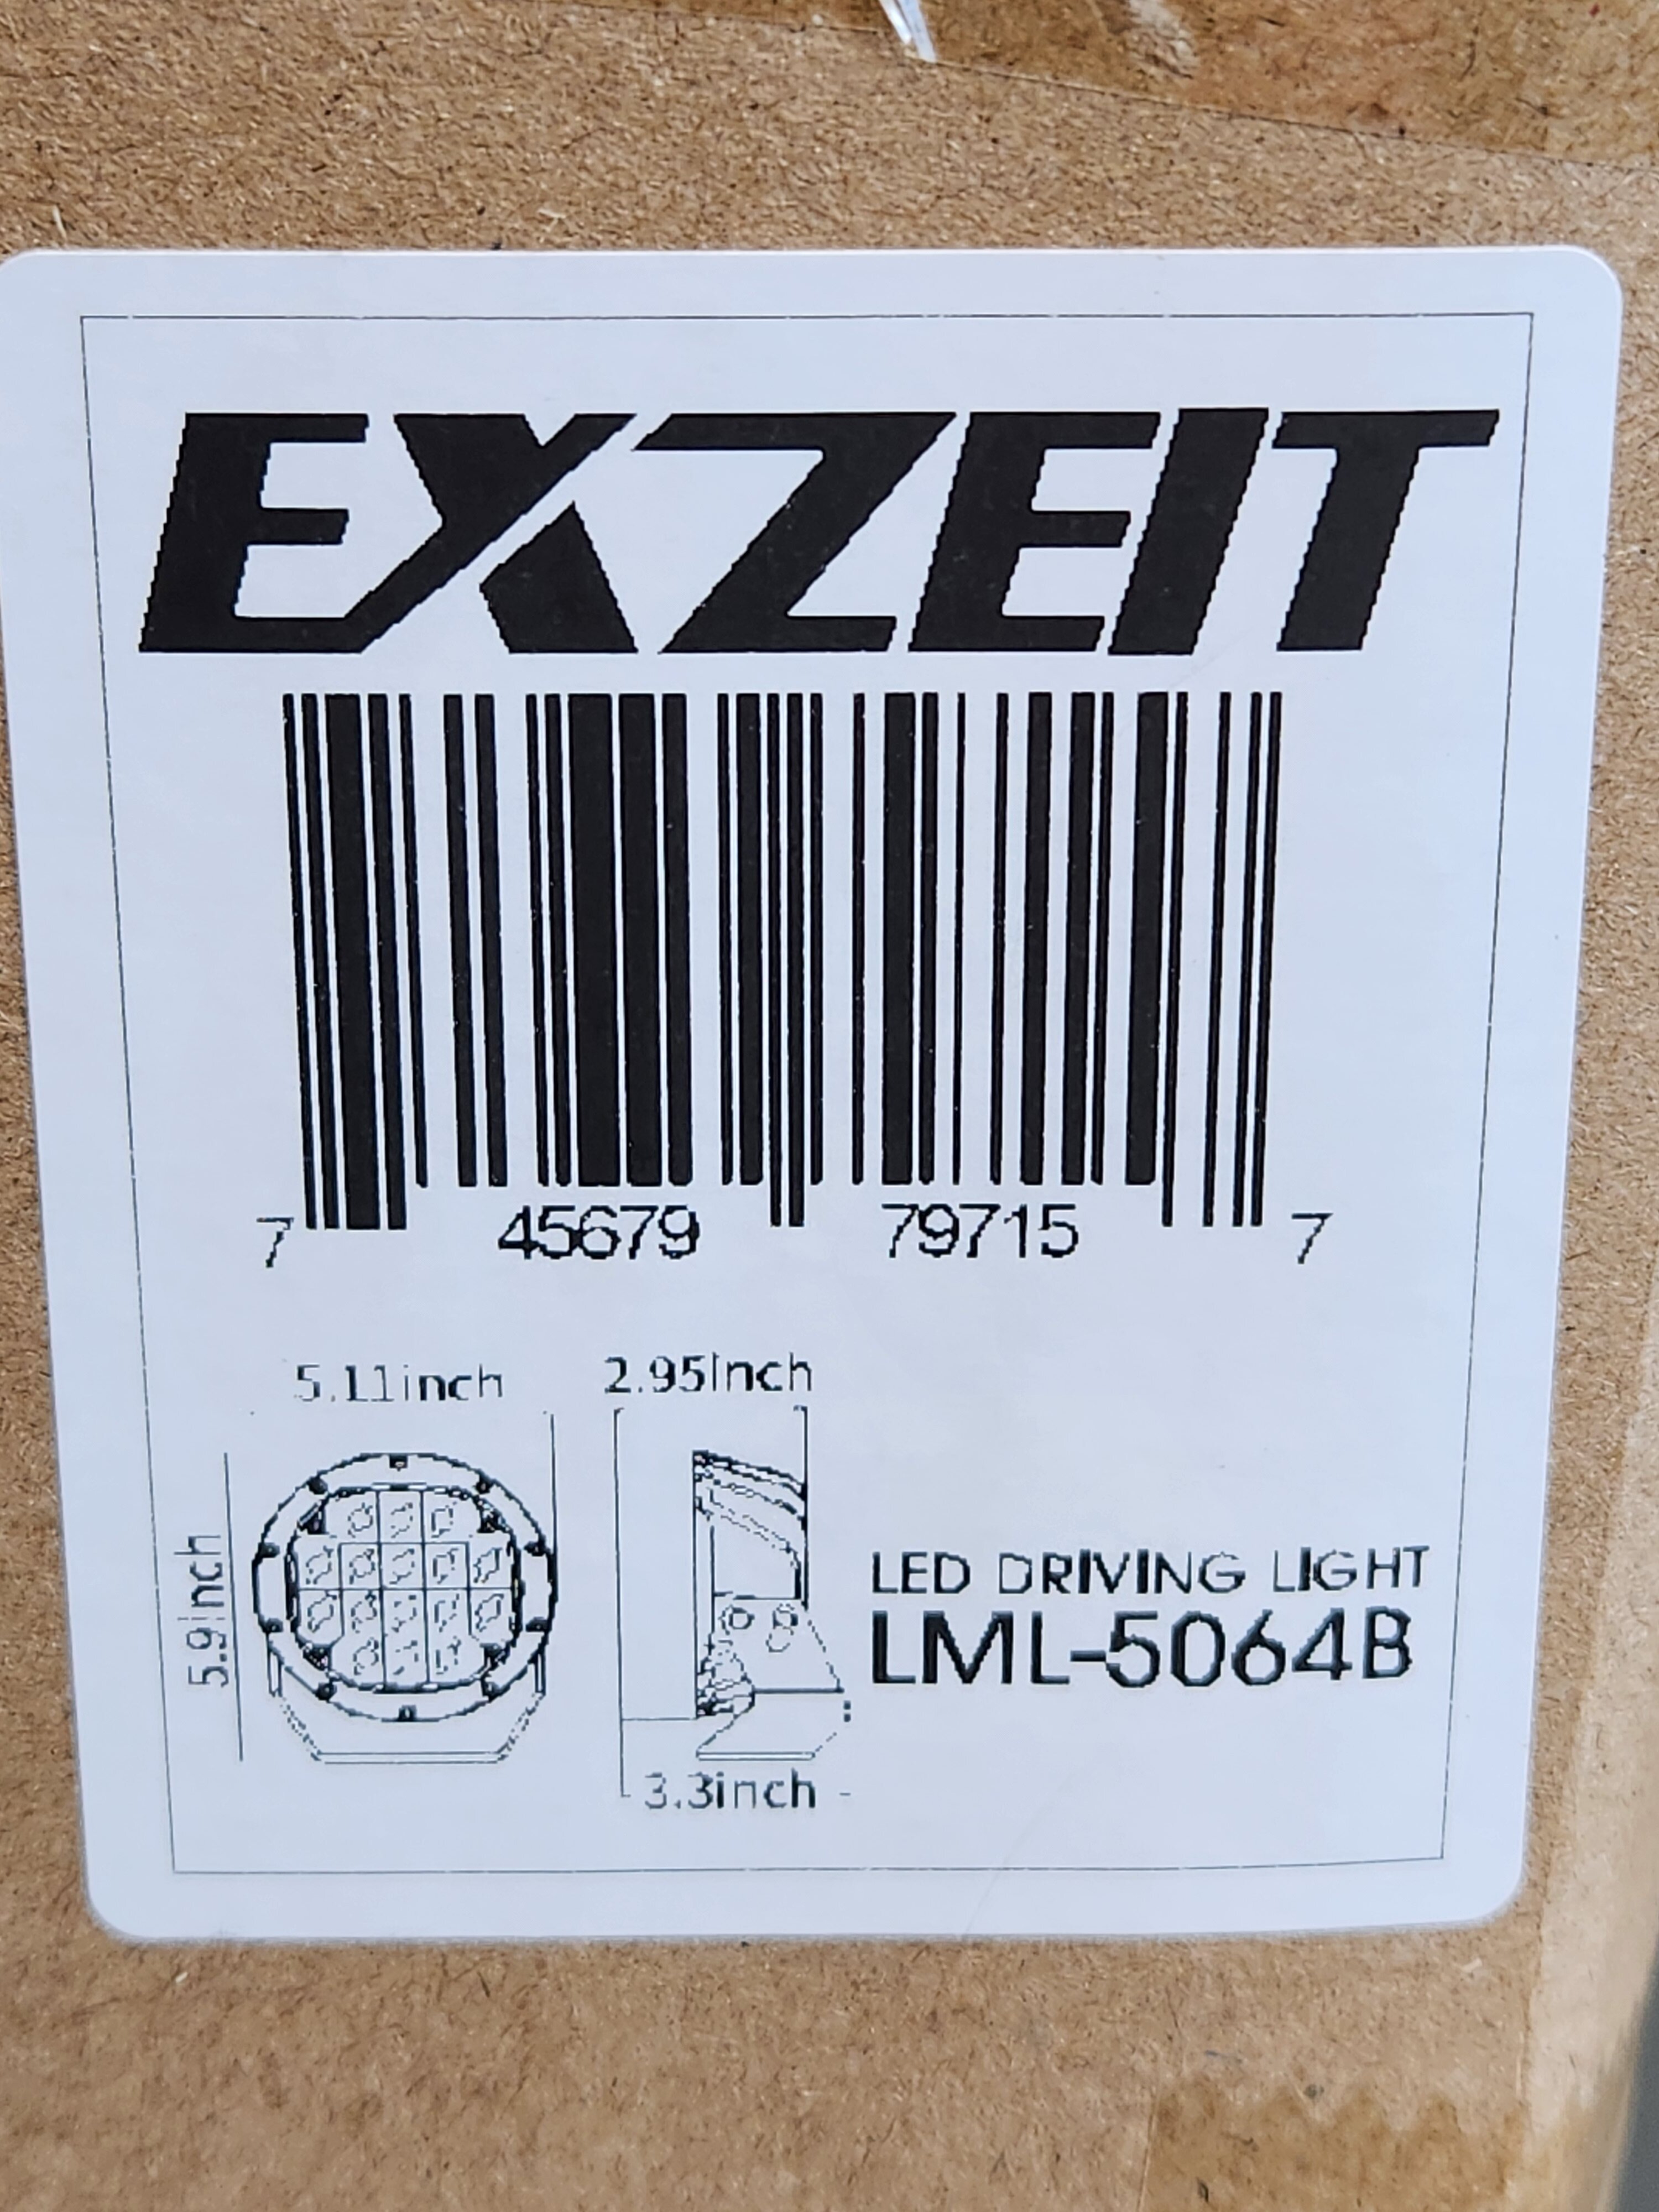 EXZEIT
7 45679 79715 7
5.11inch 2.95Inch
5.9inch
LED DRIVING LIGHT
LML-5064B
3.3inch